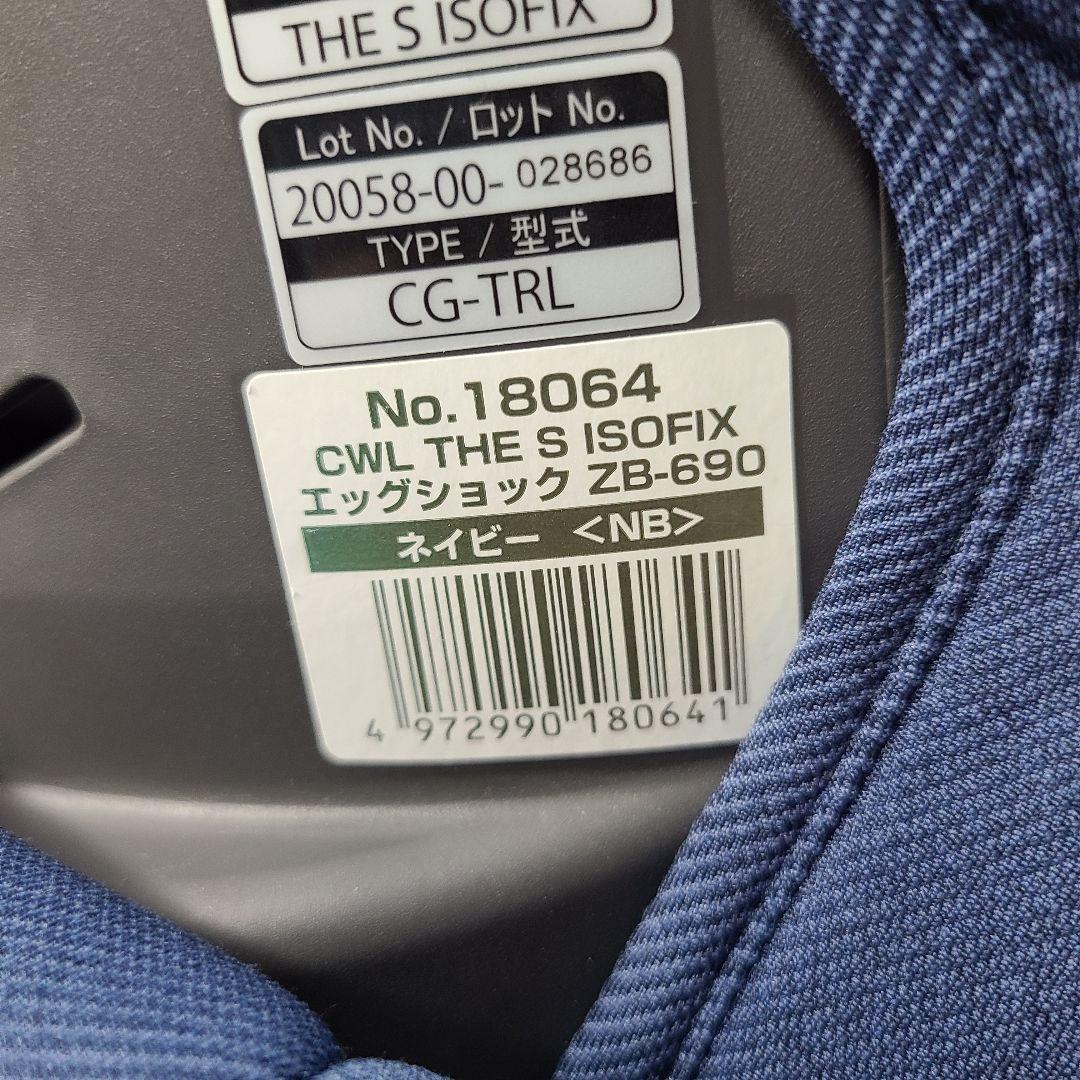 THE S ISOFIX
Lot No. / ロット No.
20058-00- 028686
TYPE / 型式
CG-TRL
No.18064
CWL THE S ISOFIX
エッグショック ZB-690
ネイビー <NB>
4 972990 180641